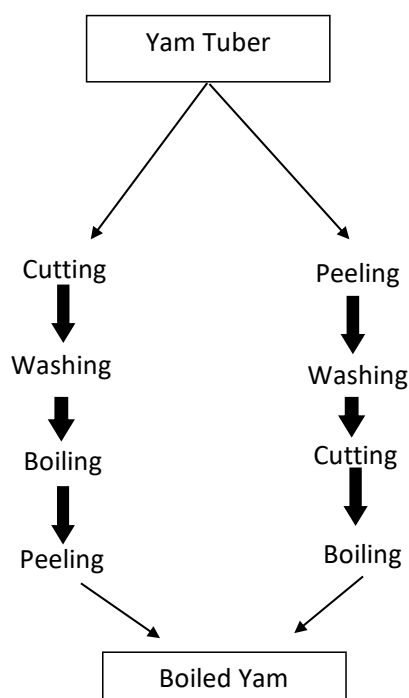 Yam Tuber
Cutting
Washing
Boiling
Peeling
Peeling
Washing
Cutting
Boiling
Boiled Yam